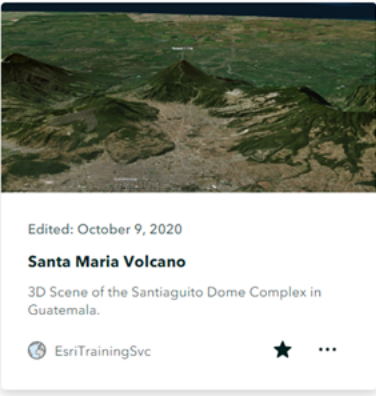 Edited: October 9, 2020
Santa Maria Volcano
3D Scene of the Santiaguito Dome Complex in
Guatemala.
EsriTrainingSvc